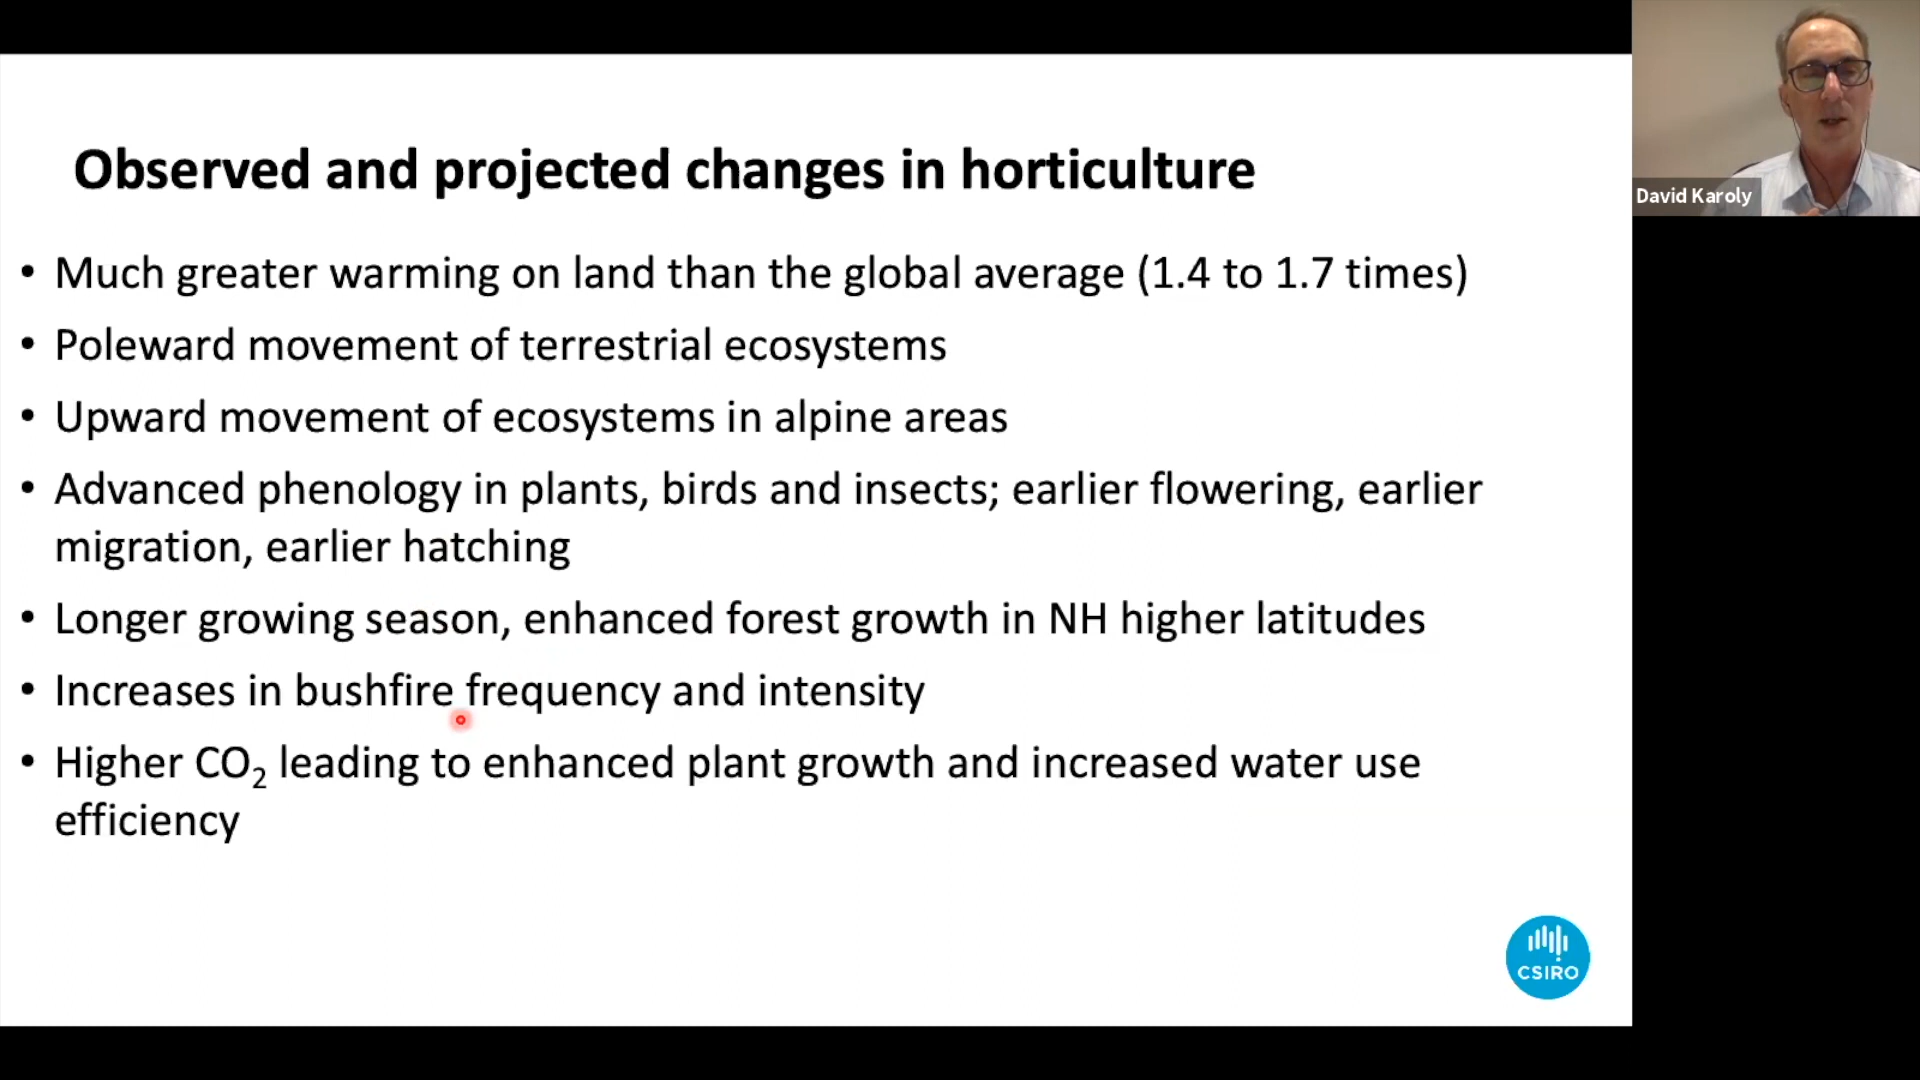 Observed and projected changes in horticulture
• Much greater warming on land than the global average (1.4 to 1.7 times)
• Poleward movement of terrestrial ecosystems
• Upward movement of ecosystems in alpine areas
• Advanced phenology in plants, birds and insects; earlier flowering, earlier
migration, earlier hatching
• Longer growing season, enhanced forest growth in NH higher latitudes
• Increases in bushfire frequency and intensity
• Higher CO₂ leading to enhanced plant growth and increased water use
efficiency
CSIRO
David Karoly